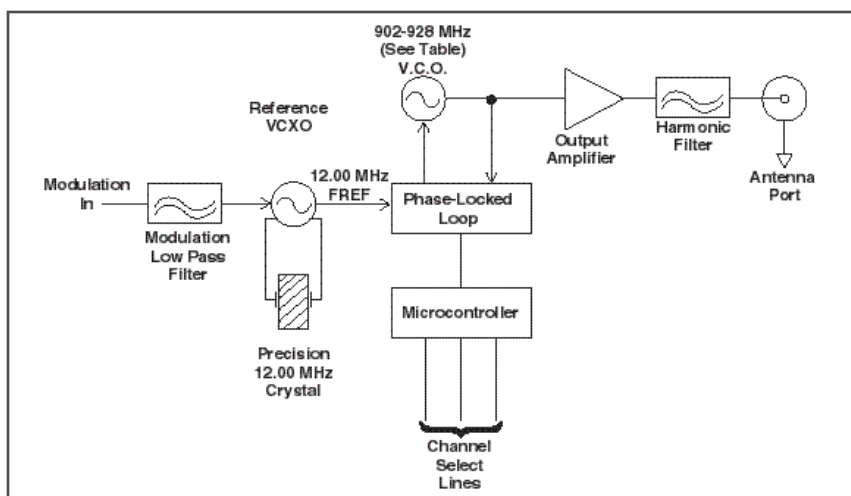 902-928 MHz
(See Table)
V.C.O.
Reference
VCXO
Output
Amplifier
Harmonic
Filter
Antenna
Port
Modulation
In
12.00 MHz
FREF
Phase-Locked
Loop
Modulation
Low Pass
Filter
Microcontroller
Precision
12.00 MHz
Crystal
Channel
Select
Lines